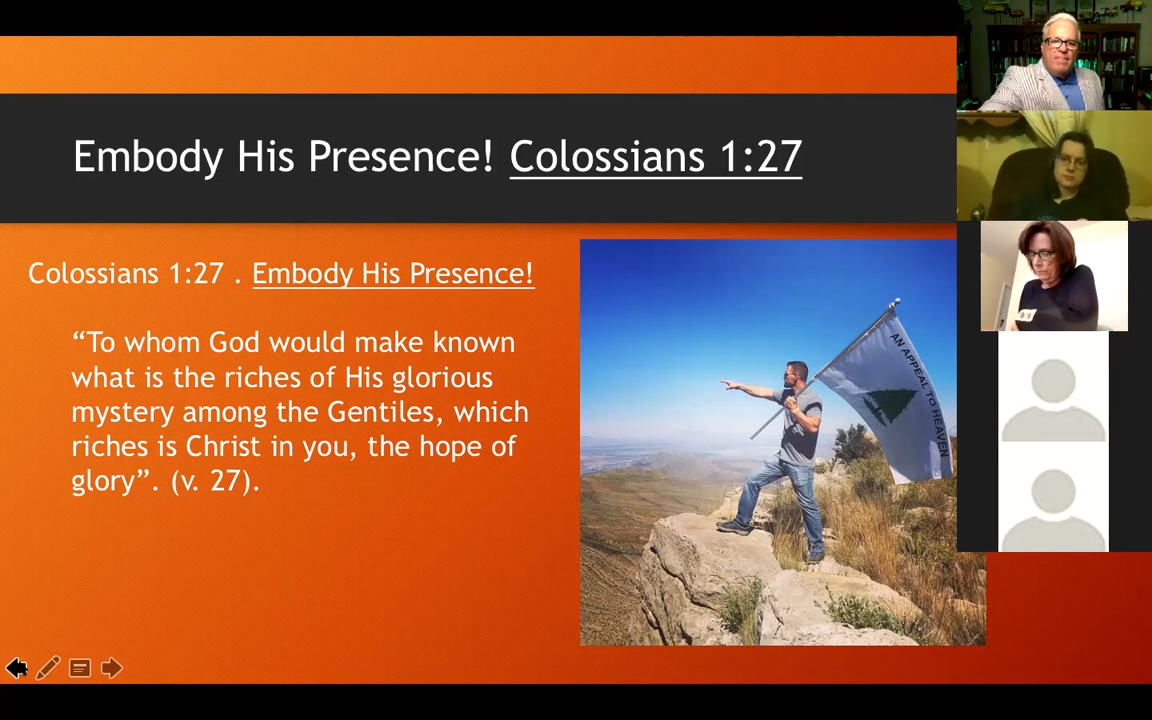 Embody His Presence! Colossians 1:27
Colossians 1:27 . Embody His Presence!
“To whom God would make known
what is the riches of His glorious
mystery among the Gentiles, which
riches is Christ in you, the hope of
glory”. (v. 27).
AN APPEAL TO HEAVEN